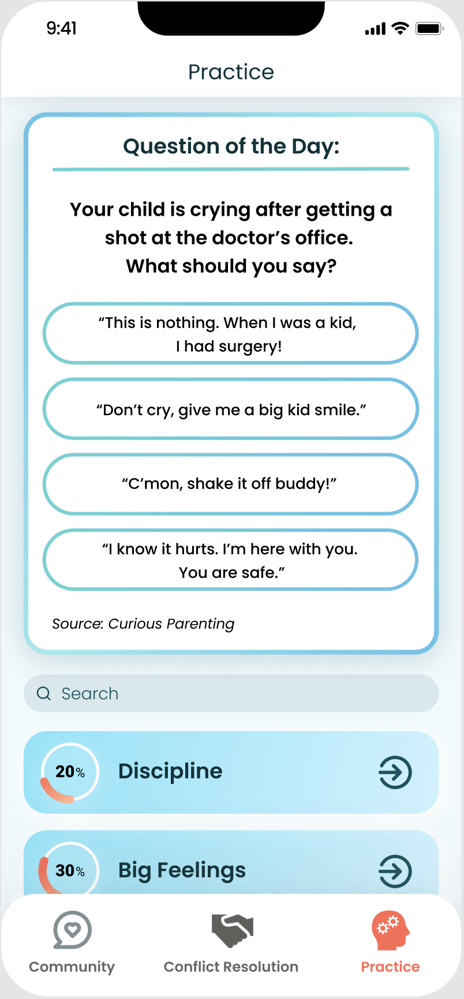 9:41
Practice
Question of the Day:
Your child is crying after getting a
shot at the doctor’s office.
What should you say?
“This is nothing. When I was a kid,
I had surgery!
“Don’t cry, give me a big kid smile.”
“C’mon, shake it off buddy!”
“I know it hurts. I’m here with you.
You are safe.”
Source: Curious Parenting
Search
20%
Discipline
30%
Big Feelings
Community
Conflict Resolution
Practice